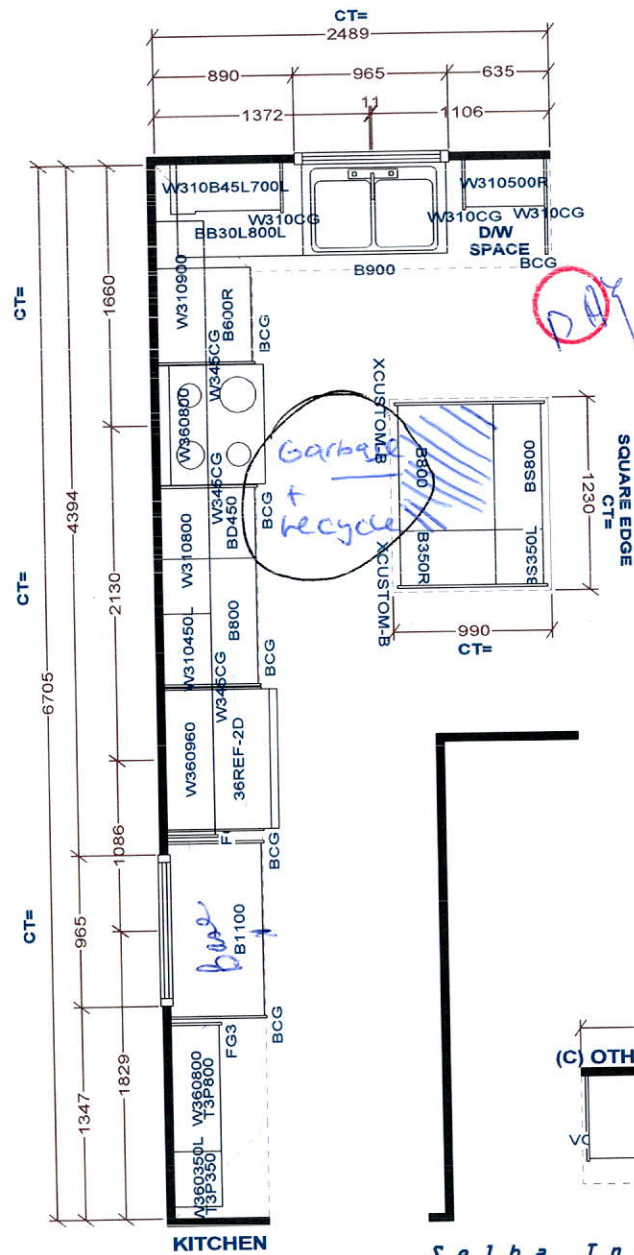 CT=
2489
890
965
635
11
1372
1106
W310B45L700L
W310500R
W310CG
W310CG
W310CG
BB30L800L
D/W
SPACE
B900
BCG
W310900
B600R
BCG
W345CG
CT=
1660
W360800
XCUSTOM-B
Garbage
+
recycle
B800
BS800
SQUARE EDGE
CT=
1230
W345CG
BCG
4394
W310800
BD450
B350R
BS350L
XCUSTOM-B
CT=
2130
W310450L
B800
BCG
990
CT=
6705
W345CG
W360960
36REF-2D
BCG
1086
CT=
965
Base
B1100
FG3
BCG
1829
1347
W360800
T3P800
W360350L
T3P350
(C) OTH
KITCHEN